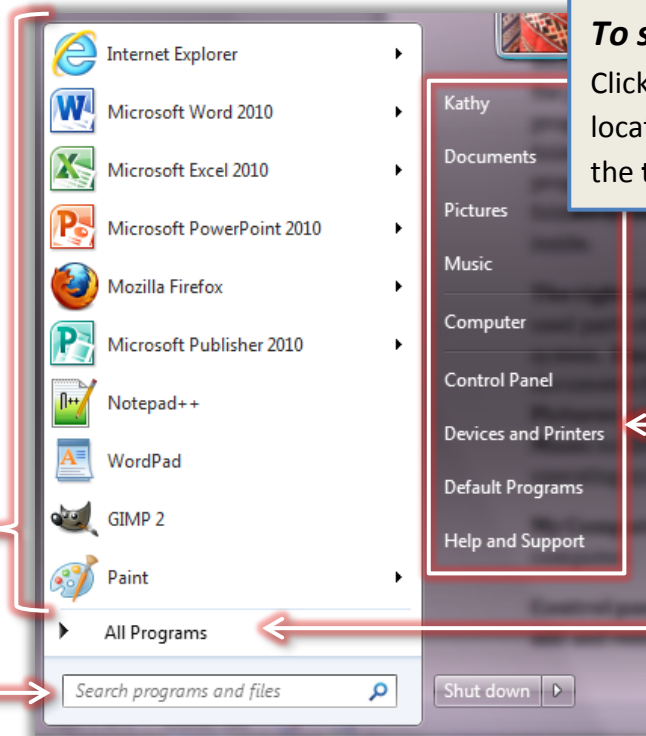 Internet Explorer
Microsoft Word 2010
Microsoft Excel 2010
Microsoft PowerPoint 2010
Mozilla Firefox
Microsoft Publisher 2010
Notepad++
WordPad
GIMP 2
Paint
All Programs
Search programs and files
Kathy
Documents
Pictures
Music
Computer
Control Panel
Devices and Printers
Default Programs
Help and Support
Shut down
To s
Click
locat
the t